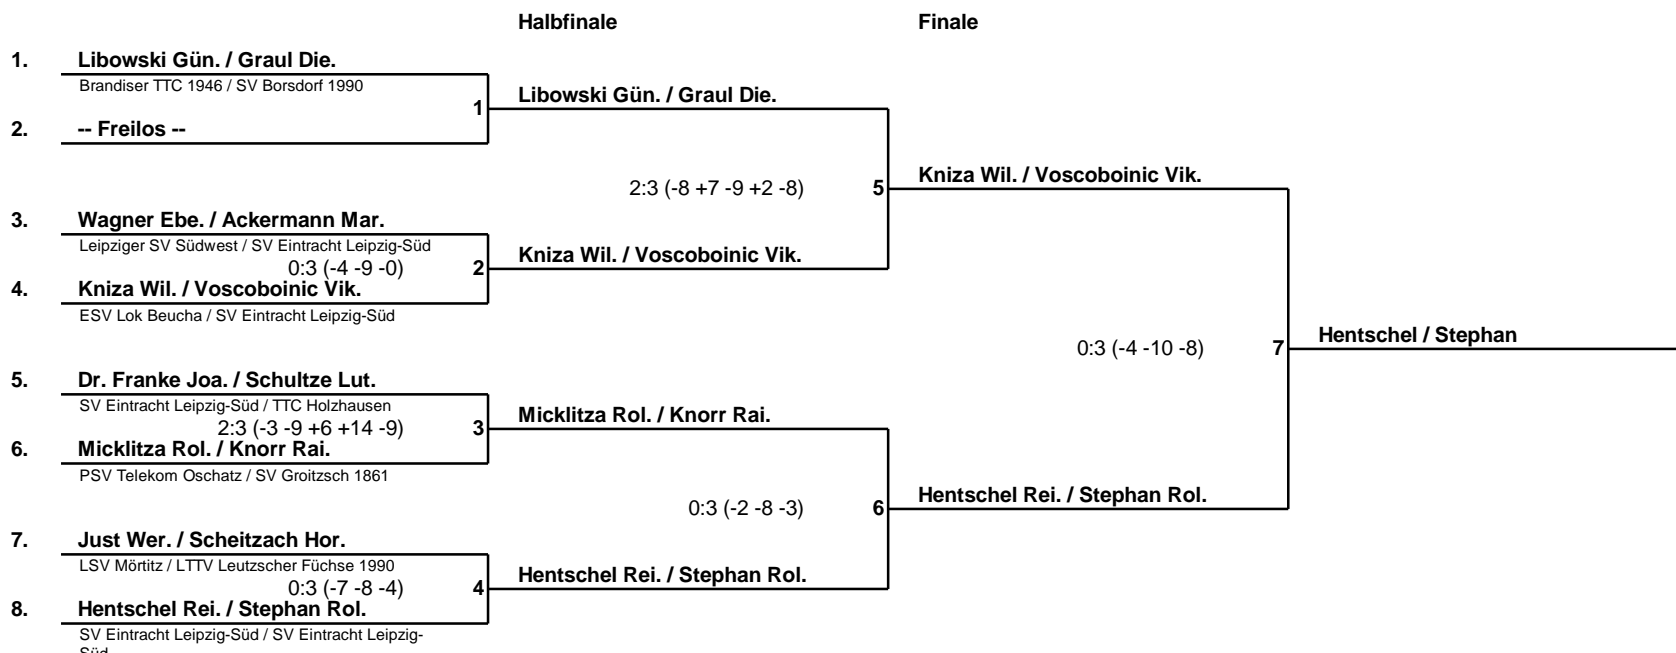 Halbfinale
Finale
1. Libowski Gün. / Graul Die.
Brandiser TTC 1946 / SV Borsdorf 1990
1
Libowski Gün. / Graul Die.
2. -- Freilos --
2:3 (-8 +7 -9 +2 -8) 5
Kniza Wil. / Voscoboinic Vik.
3. Wagner Ebe. / Ackermann Mar.
Leipziger SV Südwest / SV Eintracht Leipzig-Süd
0:3 (-4 -9 -0) 2
Kniza Wil. / Voscoboinic Vik.
4. Kniza Wil. / Voscoboinic Vik.
ESV Lok Beucha / SV Eintracht Leipzig-Süd
0:3 (-4 -10 -8) 7
Hentschel / Stephan
5. Dr. Franke Joa. / Schultze Lut.
SV Eintracht Leipzig-Süd / TTC Holzhausen
2:3 (-3 -9 +6 +14 -9) 3
Micklitza Rol. / Knorr Rai.
6. Micklitza Rol. / Knorr Rai.
PSV Telekom Oschatz / SV Groitzsch 1861
0:3 (-2 -8 -3) 6
Hentschel Rei. / Stephan Rol.
7. Just Wer. / Scheitzach Hor.
LSV Mörtitz / LTTV Leutzscher Füchse 1990
0:3 (-7 -8 -4) 4
Hentschel Rei. / Stephan Rol.
8. Hentschel Rei. / Stephan Rol.
SV Eintracht Leipzig-Süd / SV Eintracht Leipzig-
Süd